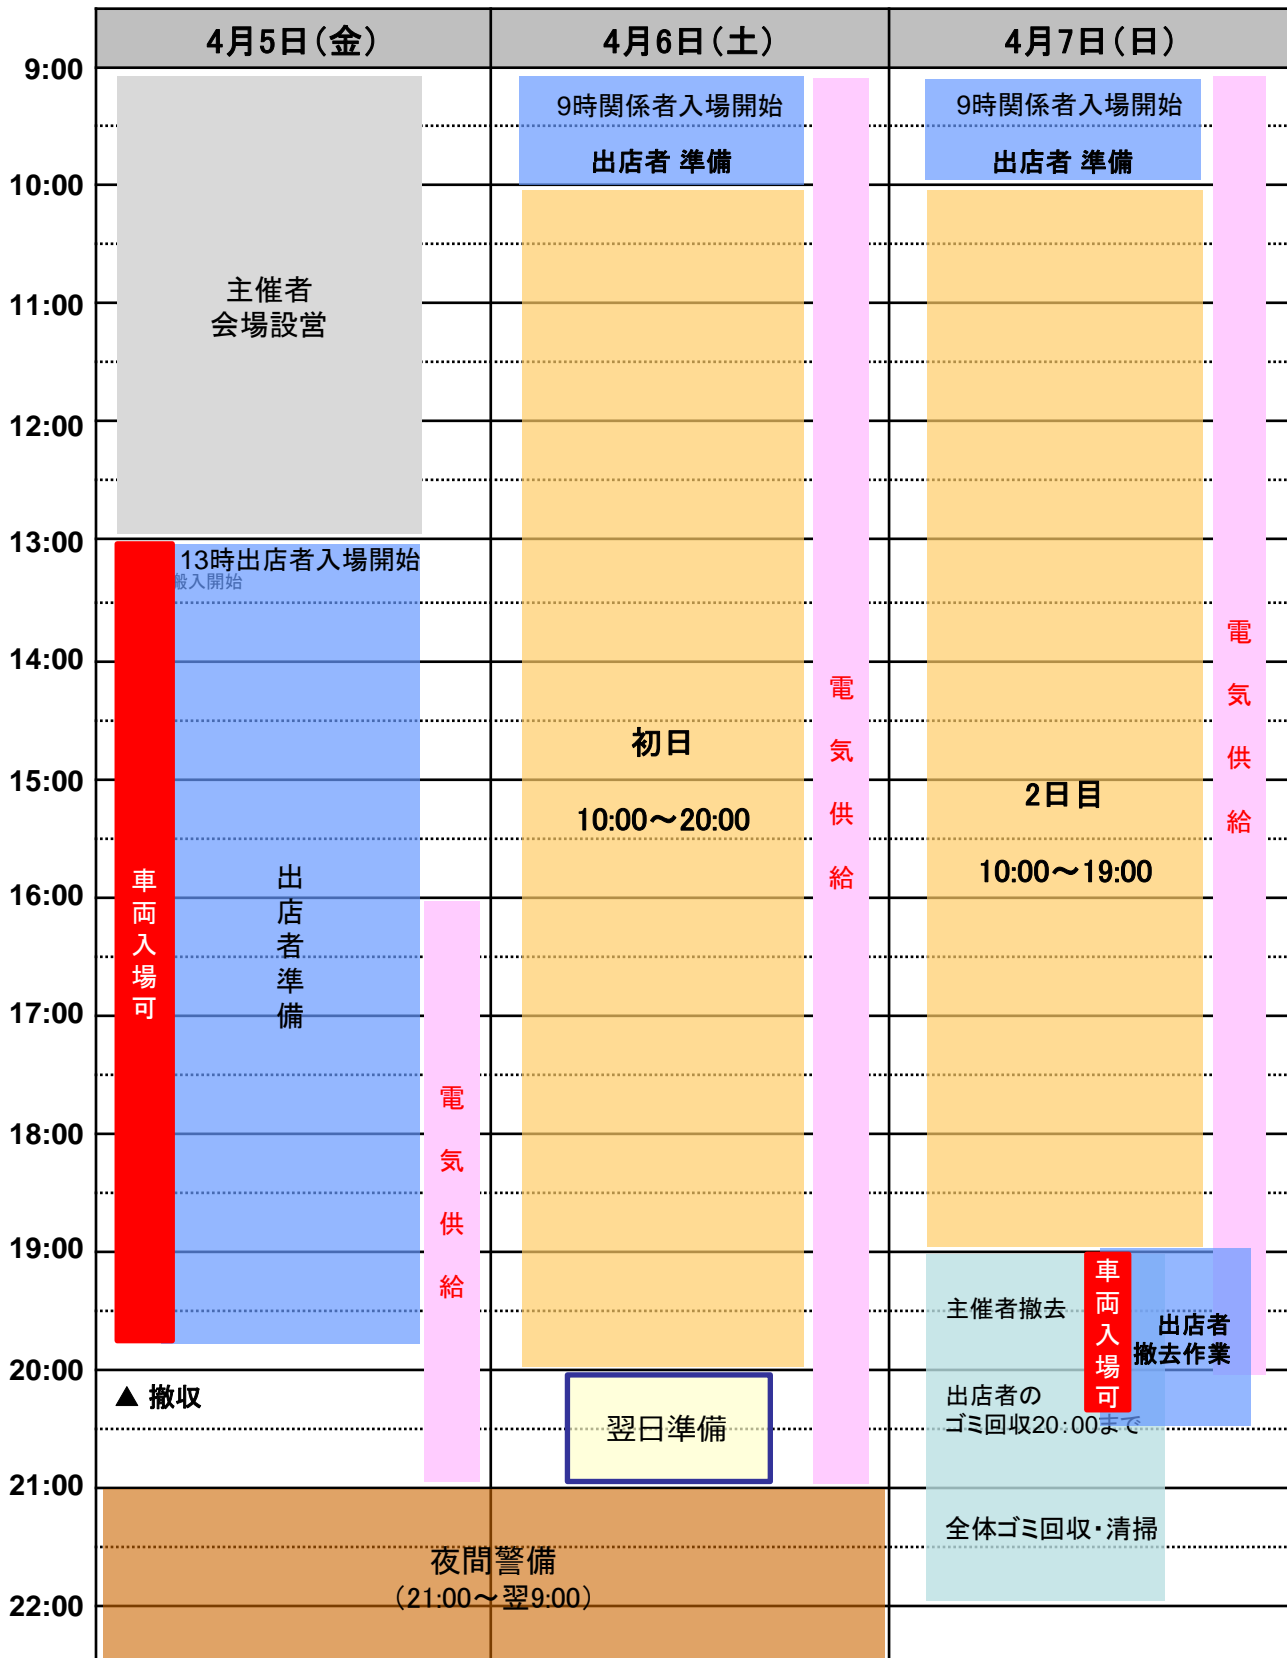 4月5日(金)
4月6日(土)
4月7日(日)
9:00
10:00
11:00
12:00
13:00
14:00
15:00
16:00
17:00
18:00
19:00
20:00
21:00
22:00
主催者
会場設営
13時出店者入場開始
搬入開始
車両入場可
出店者準備
電気供給
▲ 撤収
9時関係者入場開始
出店者 準備
初日
10:00～20:00
電気供給
翌日準備
夜間警備
（21:00～翌9:00）
9時関係者入場開始
出店者 準備
2日目
10:00～19:00
電気供給
主催者撤去
車両入場可
出店者
撤去作業
出店者の
ゴミ回収20:00まで
全体ゴミ回収・清掃